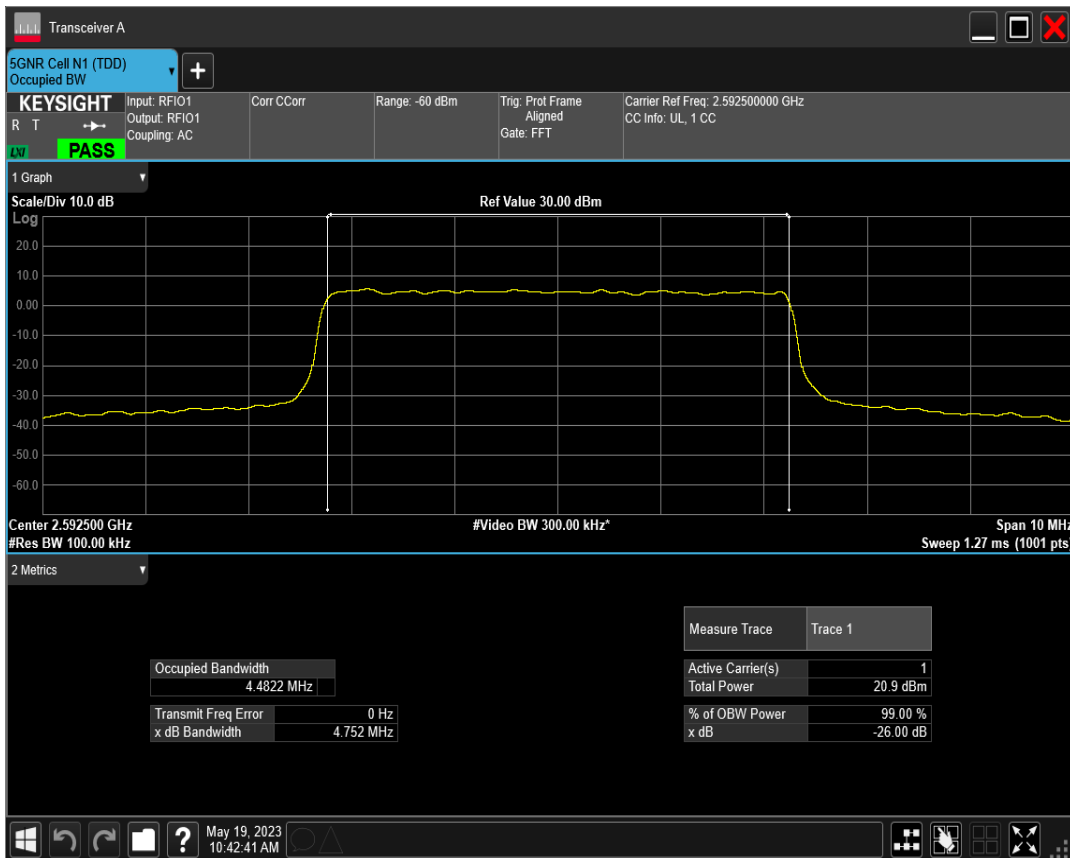 Transceiver A
5GNR Cell N1 (TDD)
Occupied BW
+
KEYSIGHT
R T
LXI
PASS
Input: RFIO1
Output: RFIO1
Coupling: AC
Corr CCorr
Range: -60 dBm
Trig: Prot Frame
Aligned
Gate: FFT
Carrier Ref Freq: 2.592500000 GHz
CC Info: UL, 1 CC
1 Graph
Scale/Div 10.0 dB
Ref Value 30.00 dBm
Log
20.0
10.0
0.00
-10.0
-20.0
-30.0
-40.0
-50.0
-60.0
Center 2.592500 GHz
#Video BW 300.00 kHz*
Span 10 MHz
#Res BW 100.00 kHz
Sweep 1.27 ms (1001 pts)
2 Metrics
Measure Trace Trace 1
Occupied Bandwidth
4.4822 MHz
Active Carrier(s) 1
Total Power 20.9 dBm
Transmit Freq Error 0 Hz
x dB Bandwidth 4.752 MHz
% of OBW Power 99.00 %
x dB -26.00 dB
?
May 19, 2023
10:42:41 AM